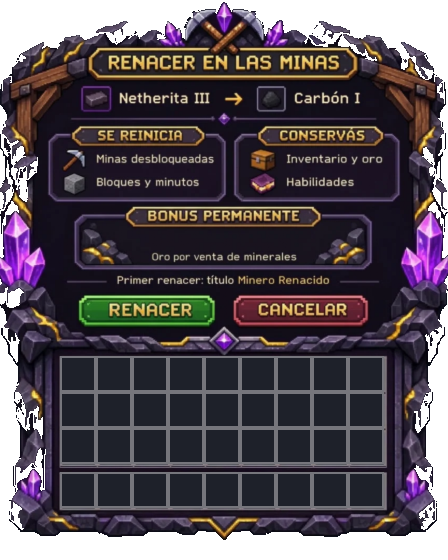 RENACER EN LAS MINAS
Netherita III → Carbón I
SE REINICIA
Minas desbloqueadas
Bloques y minutos
CONSERVÁS
Inventario y oro
Habilidades
BONUS PERMANENTE
Oro por venta de minerales
Primer renacer: título Minero Renacido
RENACER
CANCELAR